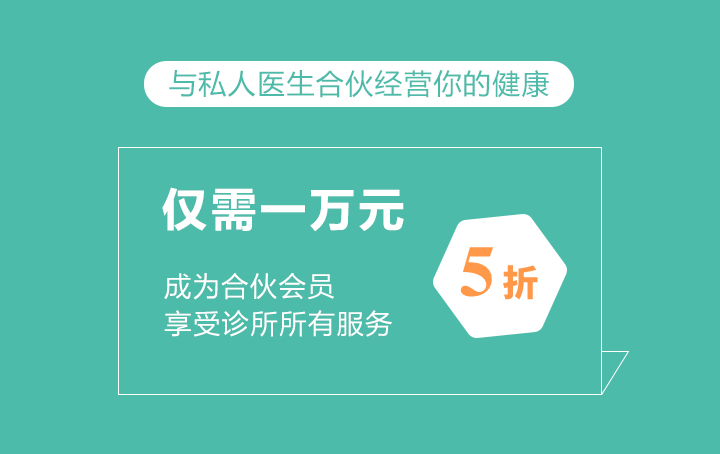 与私人医生合伙经营你的健康
仅需一万元
成为合伙会员
享受诊所所有服务
5折